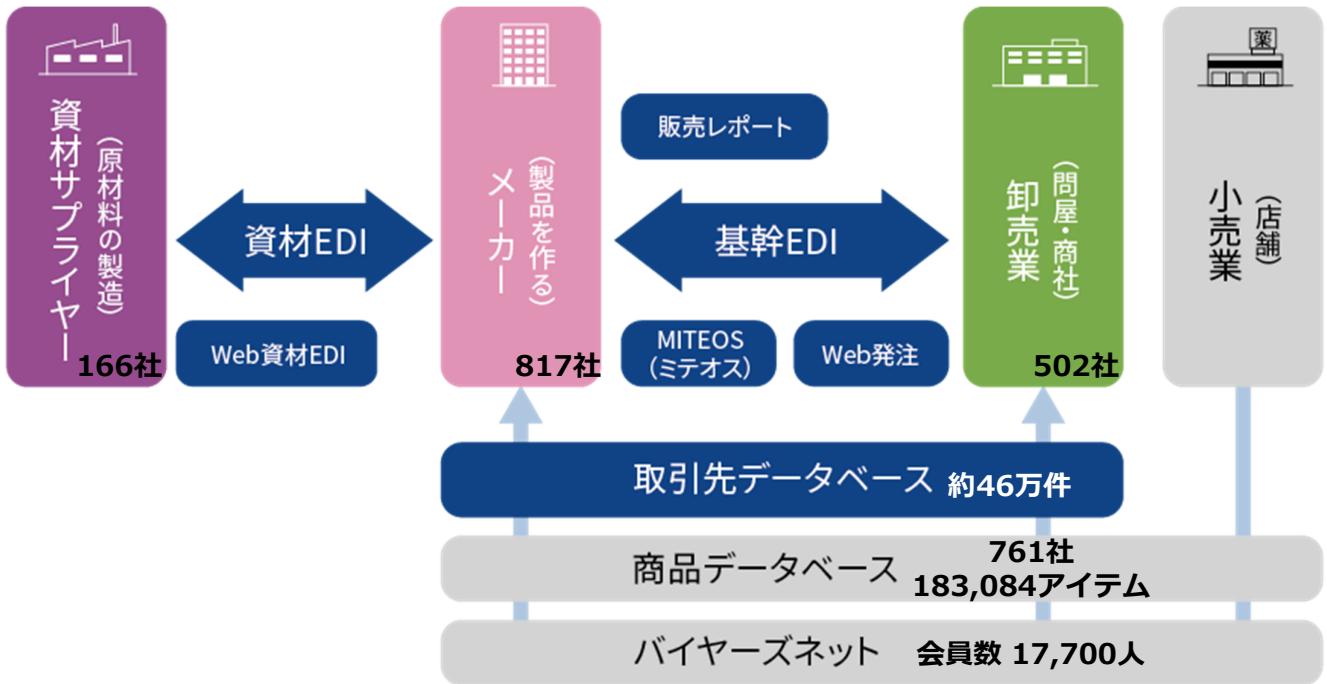 資材サプライヤー
(原材料の製造)
166社
資材EDI
Web資材EDI
メーカー
(製品を作る)
817社
販売レポート
基幹EDI
MITEOS
(ミテオス)
Web発注
卸売業
(問屋・商社)
502社
薬
小売業
(店舗)
取引先データベース 約46万件
商品データベース
761社
183,084アイテム
バイヤーズネット 会員数 17,700人